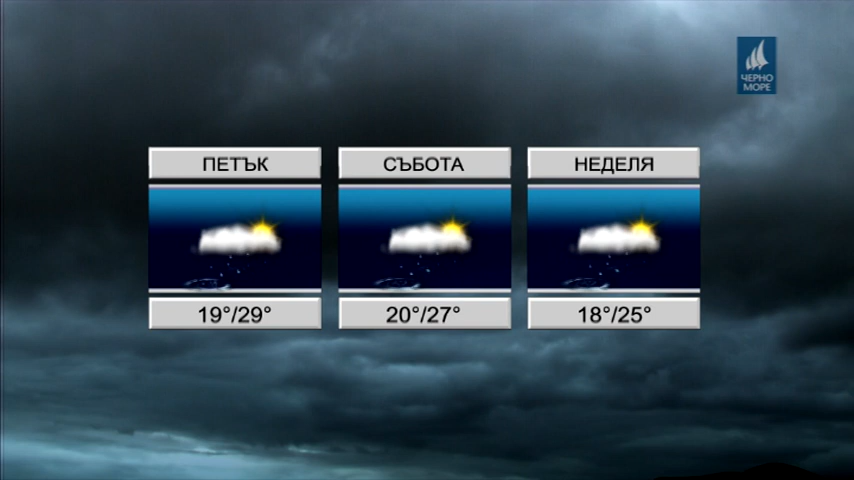 ЧЕРНО
МОРЕ
ПЕТЪК
СЪБОТА
НЕДЕЛЯ
19°/29°
20°/27°
18°/25°